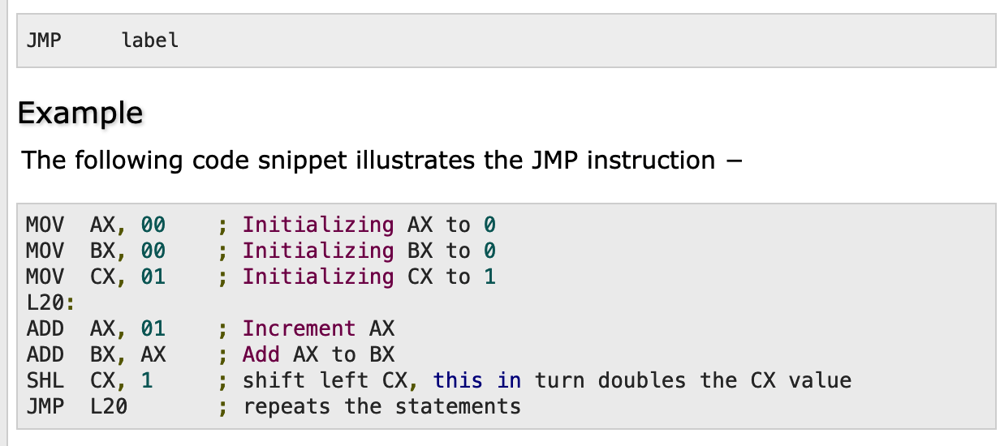 JMP     label
Example
The following code snippet illustrates the JMP instruction −
MOV  AX, 00    ; Initializing AX to 0
MOV  BX, 00    ; Initializing BX to 0
MOV  CX, 01    ; Initializing CX to 1
L20:
ADD  AX, 01    ; Increment AX
ADD  BX, AX    ; Add AX to BX
SHL  CX, 1     ; shift left CX, this in turn doubles the CX value
JMP  L20       ; repeats the statements